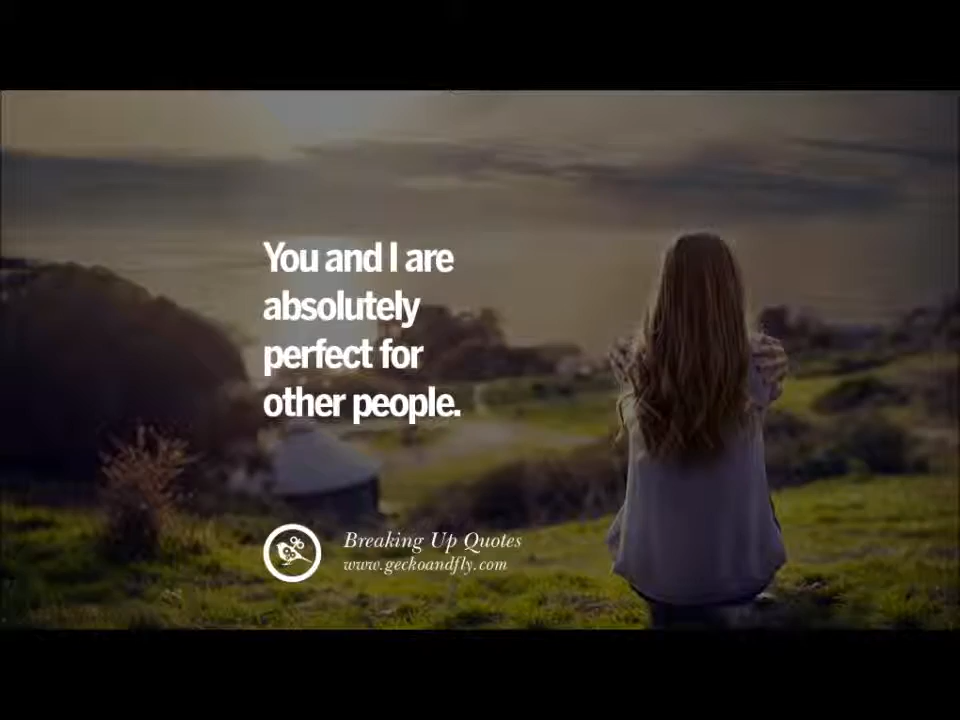 You and I are
absolutely
perfect for
other people.
Breaking Up Quotes
www.geckoandfly.com